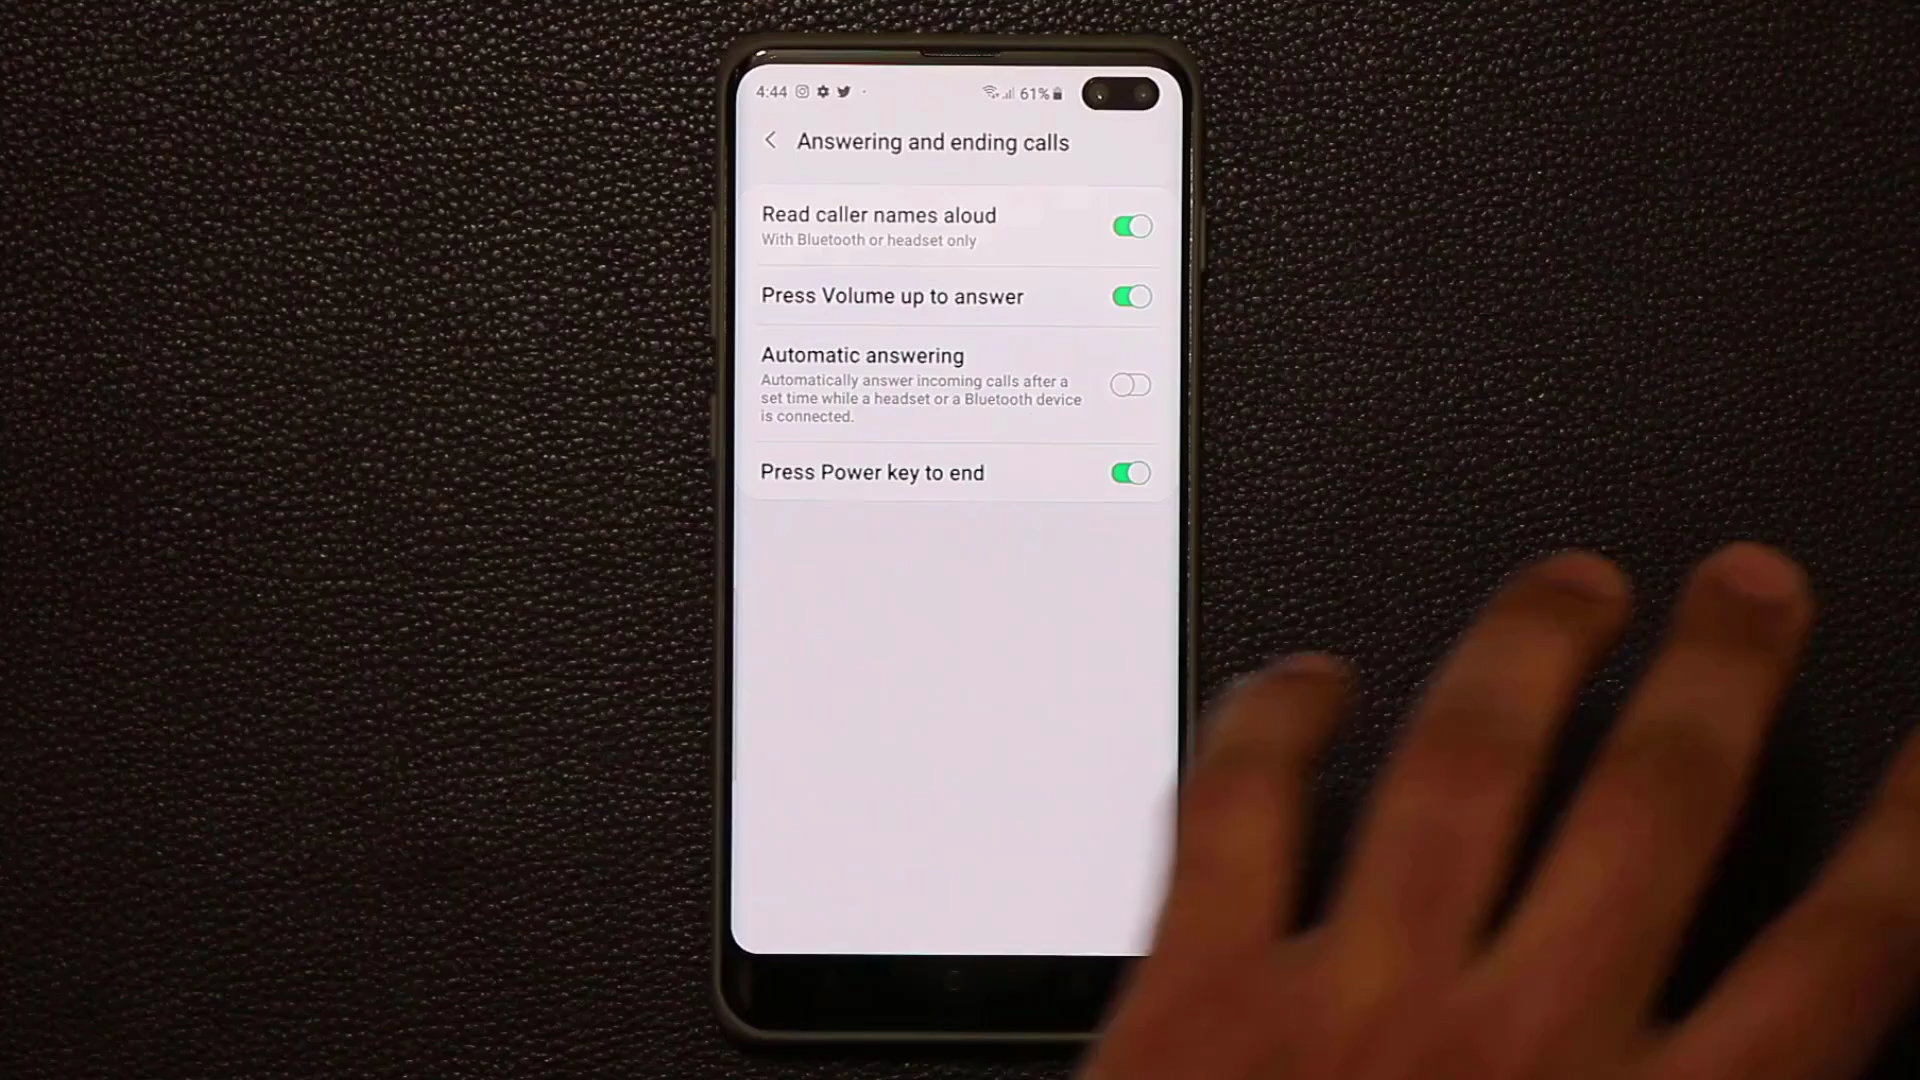 4:44 61%
Answering and ending calls
Read caller names aloud
With Bluetooth or headset only
Press Volume up to answer
Automatic answering
Automatically answer incoming calls after a
set time while a headset or a Bluetooth device
is connected.
Press Power key to end